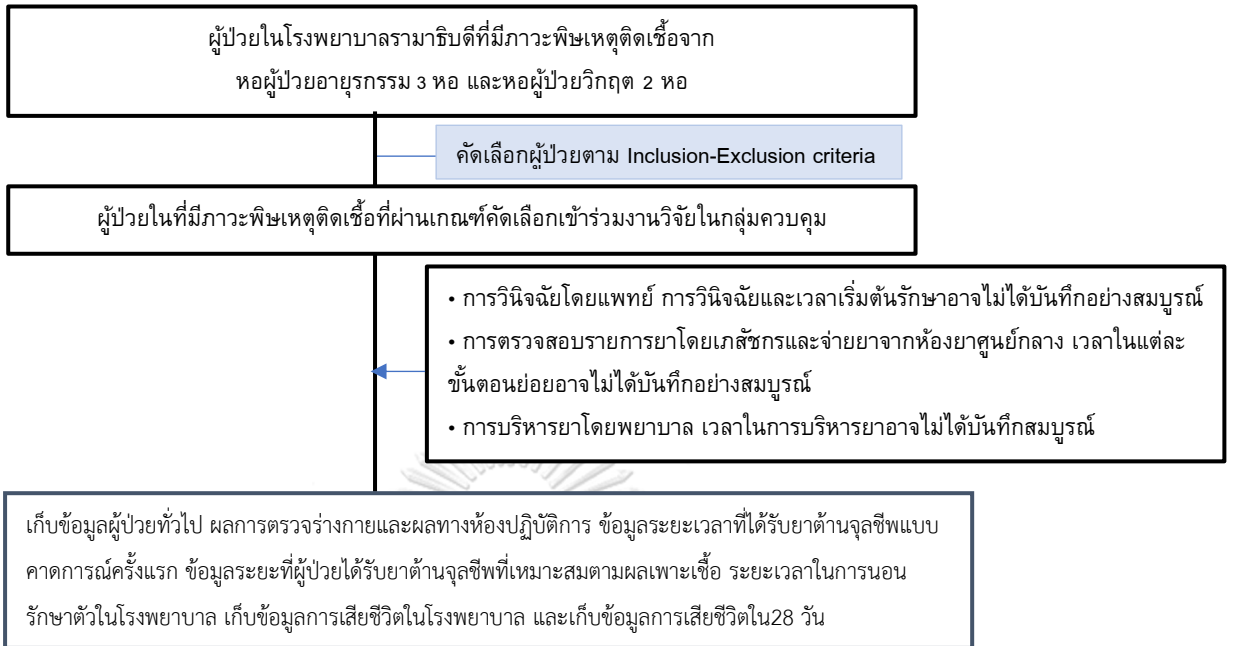 ผู้ป่วยในโรงพยาบาลรามาธิบดีที่มีภาวะพิษเหตุติดเชื้อจาก
หอผู้ป่วยอายุรกรรม 3 หอ และหอผู้ป่วยวิกฤต 2 หอ
คัดเลือกผู้ป่วยตาม Inclusion-Exclusion criteria
ผู้ป่วยในที่มีภาวะพิษเหตุติดเชื้อที่ผ่านเกณฑ์คัดเลือกเข้าร่วมงานวิจัยในกลุ่มควบคุม
• การวินิจฉัยโดยแพทย์ การวินิจฉัยและเวลาเริ่มต้นรักษาอาจไม่ได้บันทึกอย่างสมบูรณ์
• การตรวจสอบรายการยาโดยเภสัชกรและจ่ายยาจากห้องยาศูนย์กลาง เวลาในแต่ละ
ขั้นตอนย่อยอาจไม่ได้บันทึกอย่างสมบูรณ์
• การบริหารยาโดยพยาบาล เวลาในการบริหารยาอาจไม่ได้บันทึกสมบูรณ์
เก็บข้อมูลผู้ป่วยทั่วไป ผลการตรวจร่างกายและผลทางห้องปฏิบัติการ ข้อมูลระยะเวลาที่ได้รับยาต้านจุลชีพแบบ
คาดการณ์ครั้งแรก ข้อมูลระยะที่ผู้ป่วยได้รับยาต้านจุลชีพที่เหมาะสมตามผลเพาะเชื้อ ระยะเวลาในการนอน
รักษาตัวในโรงพยาบาล เก็บข้อมูลการเสียชีวิตในโรงพยาบาล และเก็บข้อมูลการเสียชีวิตใน28 วัน